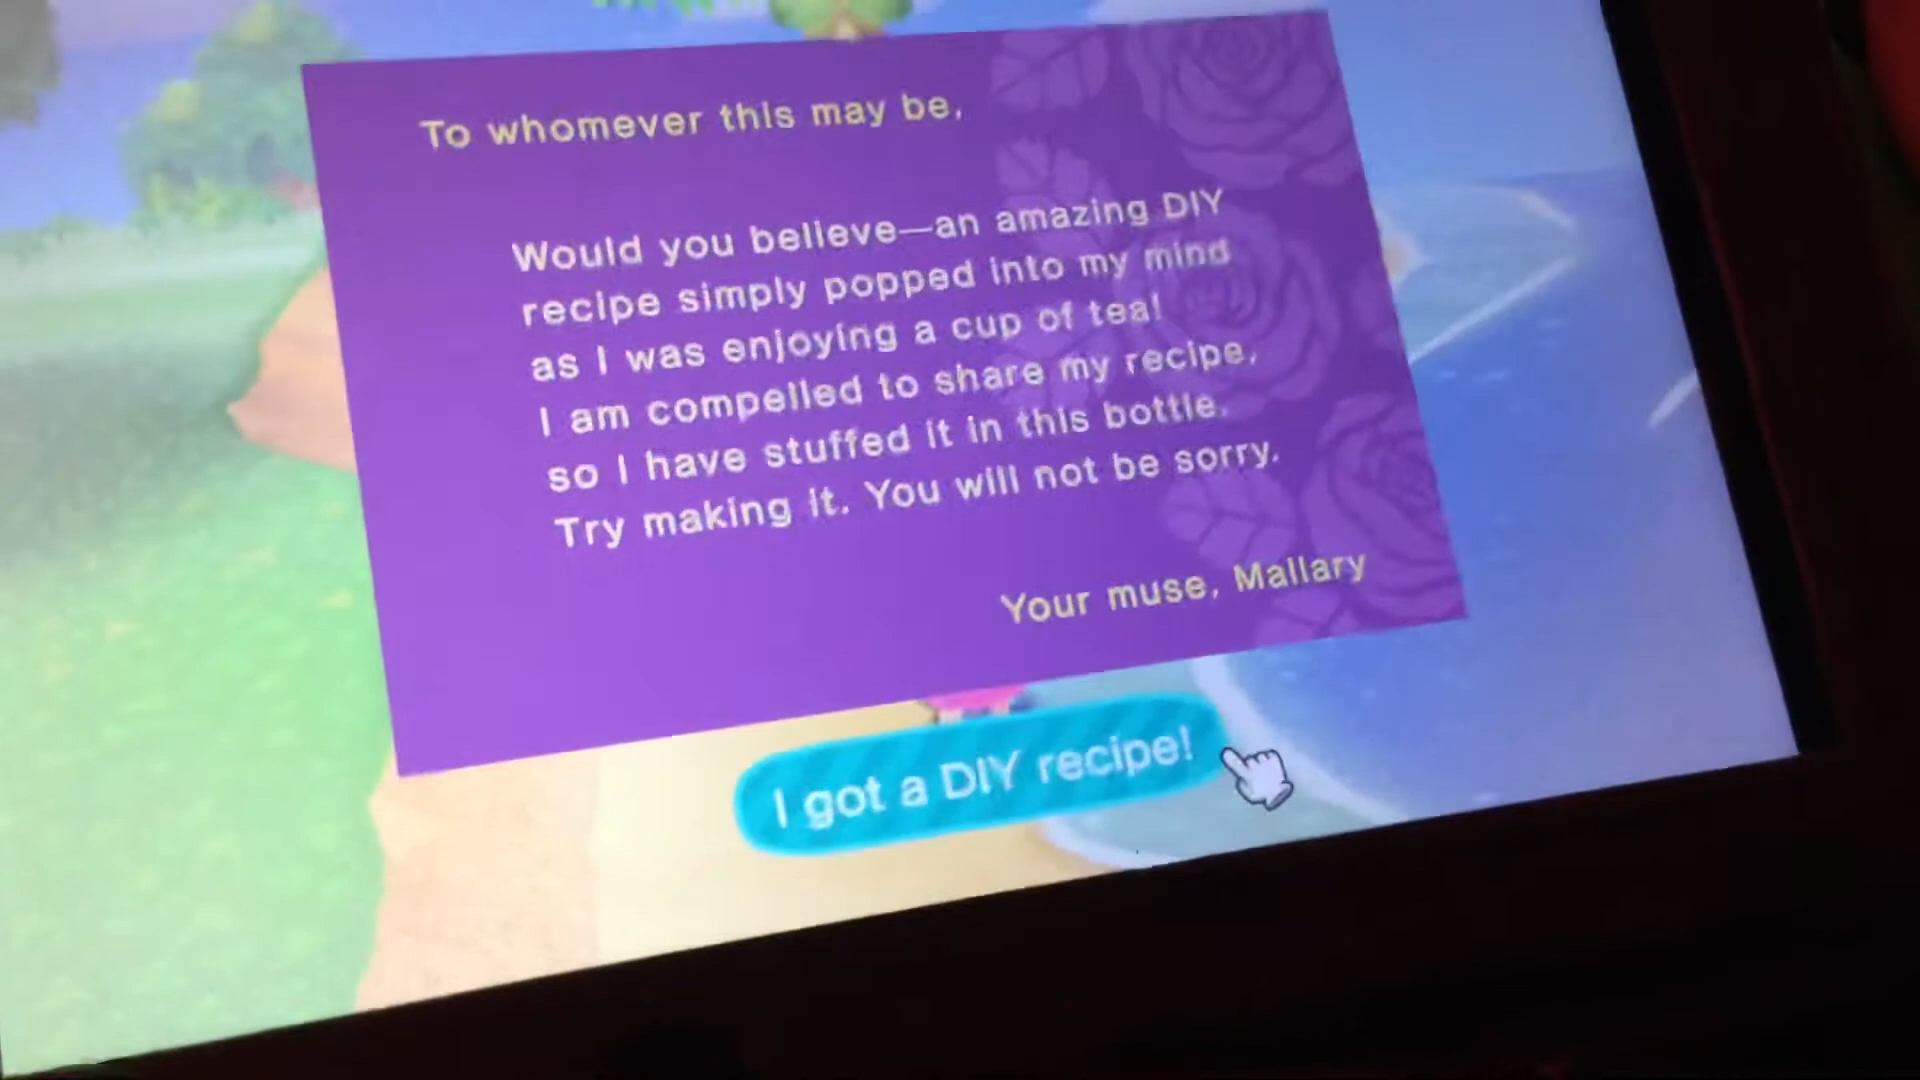 To whomever this may be,
Would you believe—an amazing DIY
recipe simply popped into my mind
as I was enjoying a cup of tea!
I am compelled to share my recipe,
so I have stuffed it in this bottle.
Try making it. You will not be sorry.
Your muse, Mallary
I got a DIY recipe!